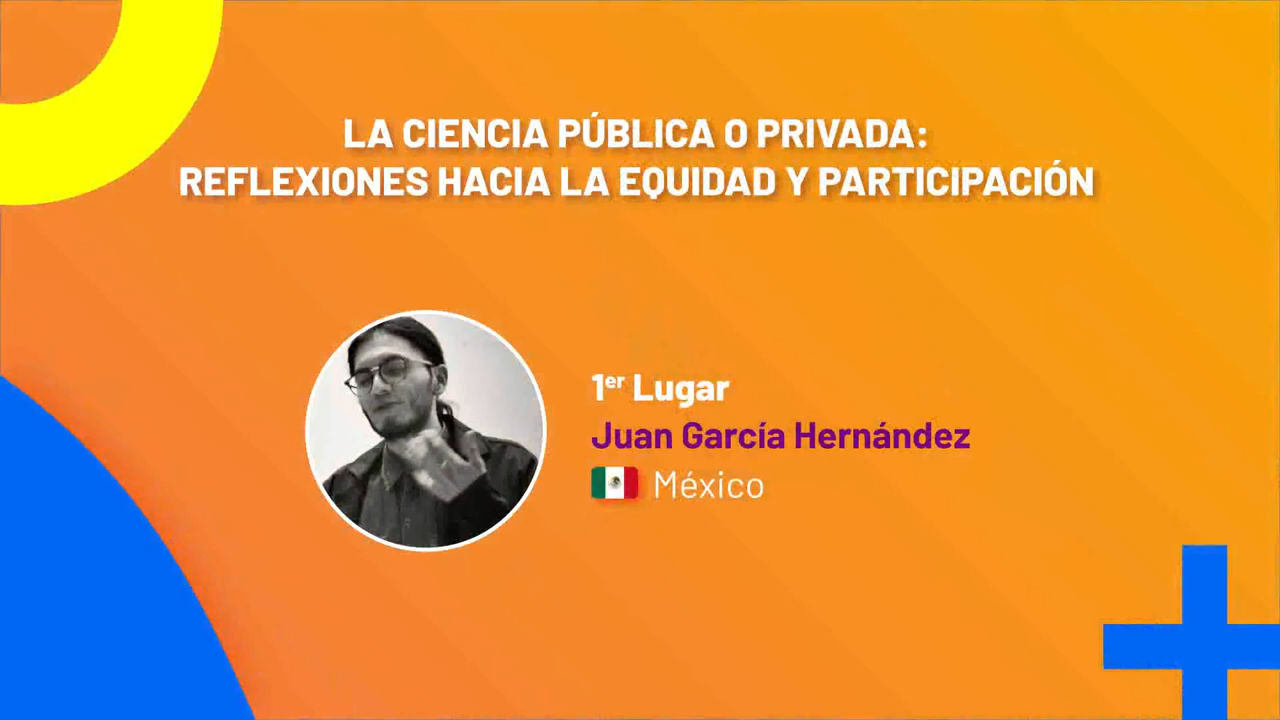 LA CIENCIA PÚBLICA O PRIVADA:
REFLEXIONES HACIA LA EQUIDAD Y PARTICIPACIÓN
1er Lugar
Juan García Hernández
México